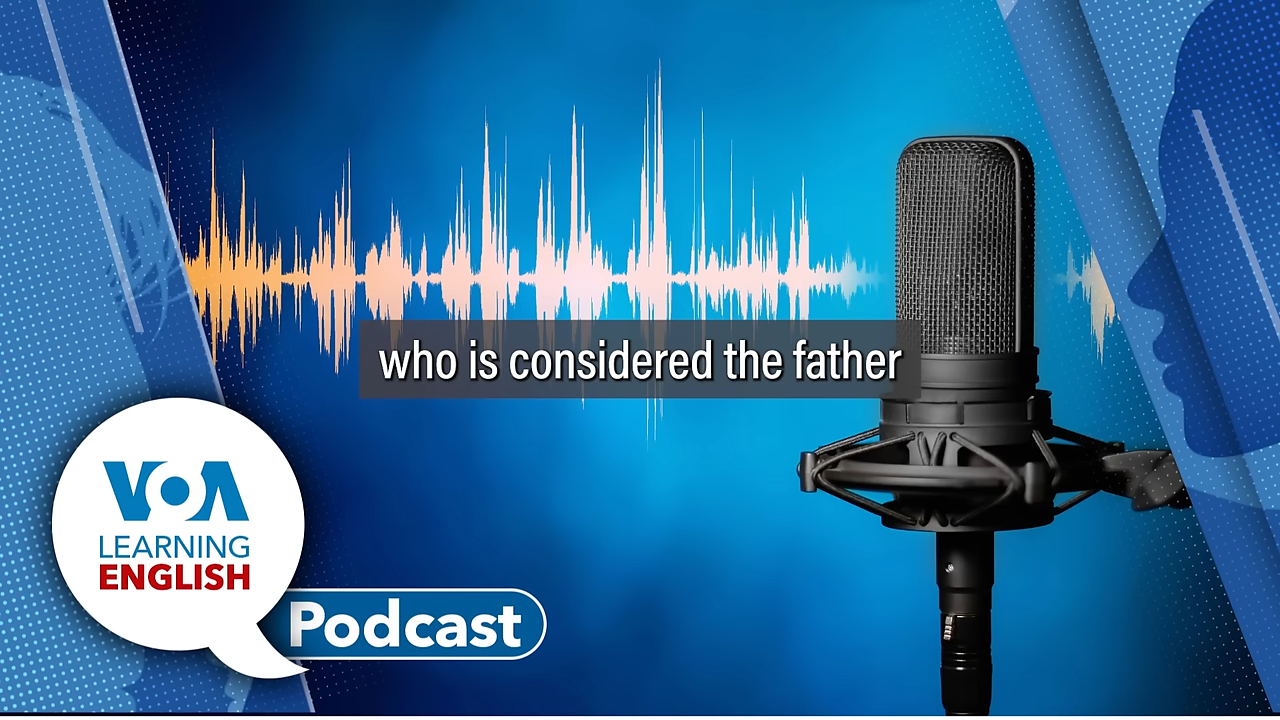 who is considered the father
VOA
LEARNING
ENGLISH
Podcast